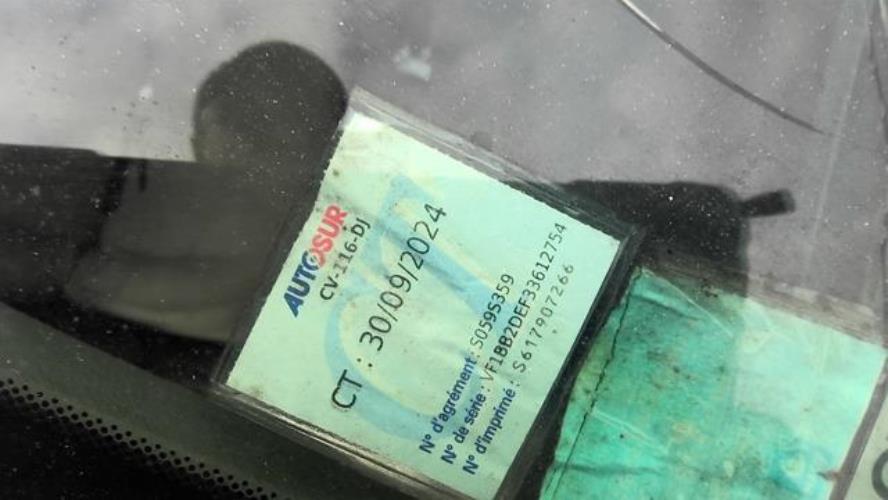 AUTOSUR
CV-116-DJ
CT : 30/09/2024
N° d'agrément : S0595359
N° de série : VF1BB2DEF33612754
N° d'imprimé : S617907266